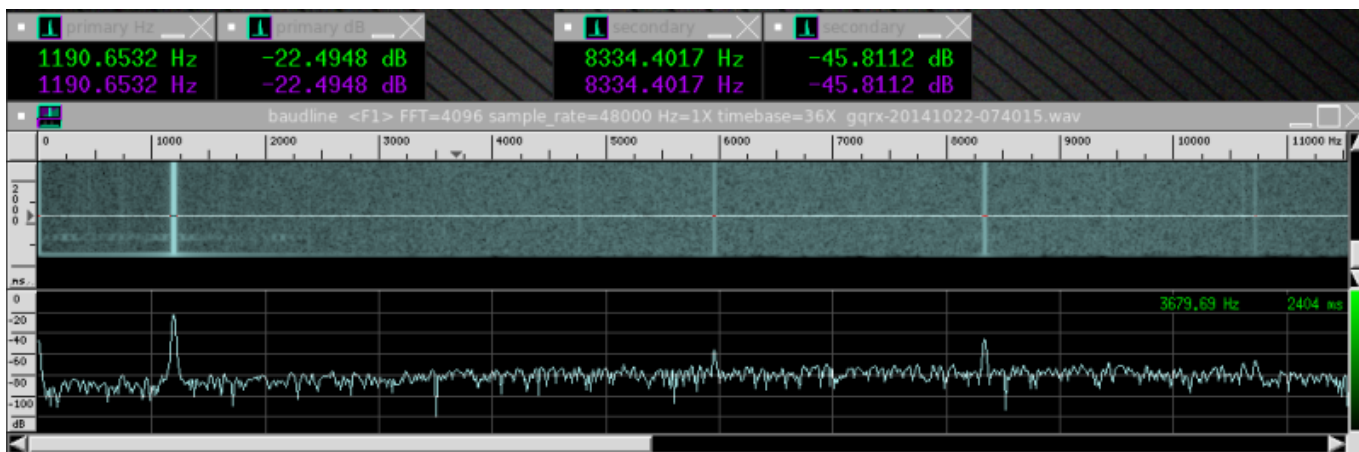 primary Hz
primary dB
secondary
secondary
1190.6532 Hz
-22.4948 dB
8334.4017 Hz
-45.8112 dB
1190.6532 Hz
-22.4948 dB
8334.4017 Hz
-45.8112 dB
baudline <F1> FFT=4096 sample_rate=48000 Hz=1X timebase=36X gqrx-20141022-074015.wav
0 1000 2000 3000 4000 5000 6000 7000 8000 9000 10000 11000 Hz
2000
ms
0
3679.69 Hz 2404 ms
-20
-40
-60
-80
-100
dB